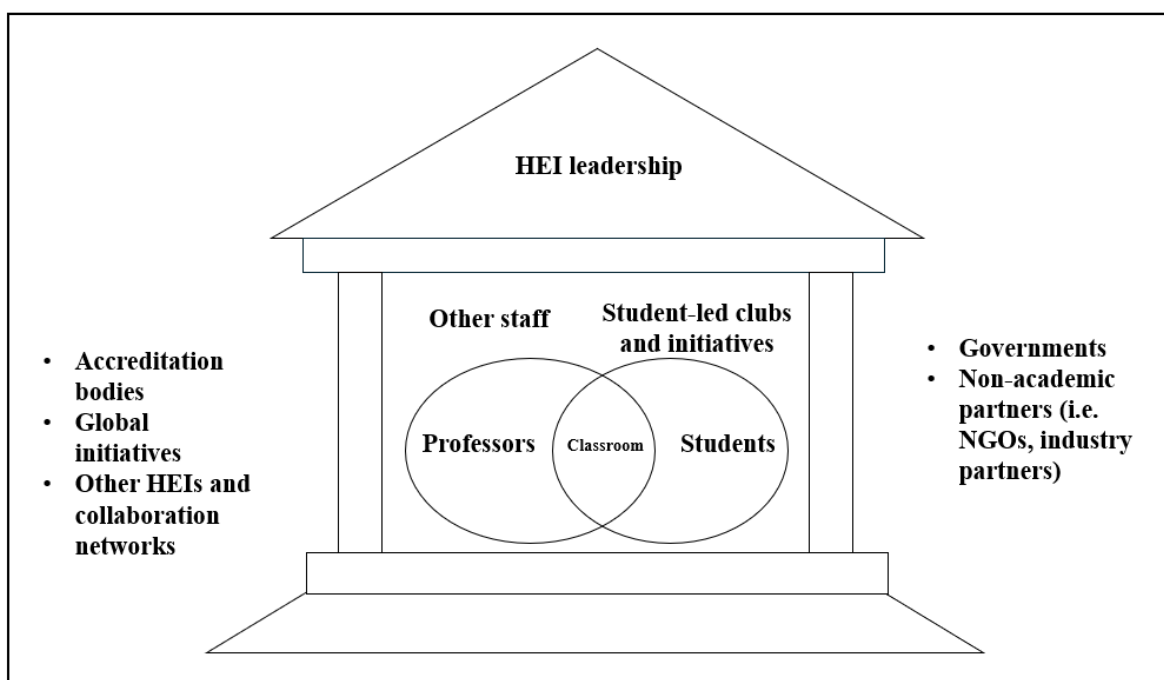 HEI leadership
Other staff
Student-led clubs
and initiatives
• Accreditation
bodies
• Global
initiatives
• Other HEIs and
collaboration
networks
Professors
Classroom
Students
• Governments
• Non-academic
partners (i.e.
NGOs, industry
partners)